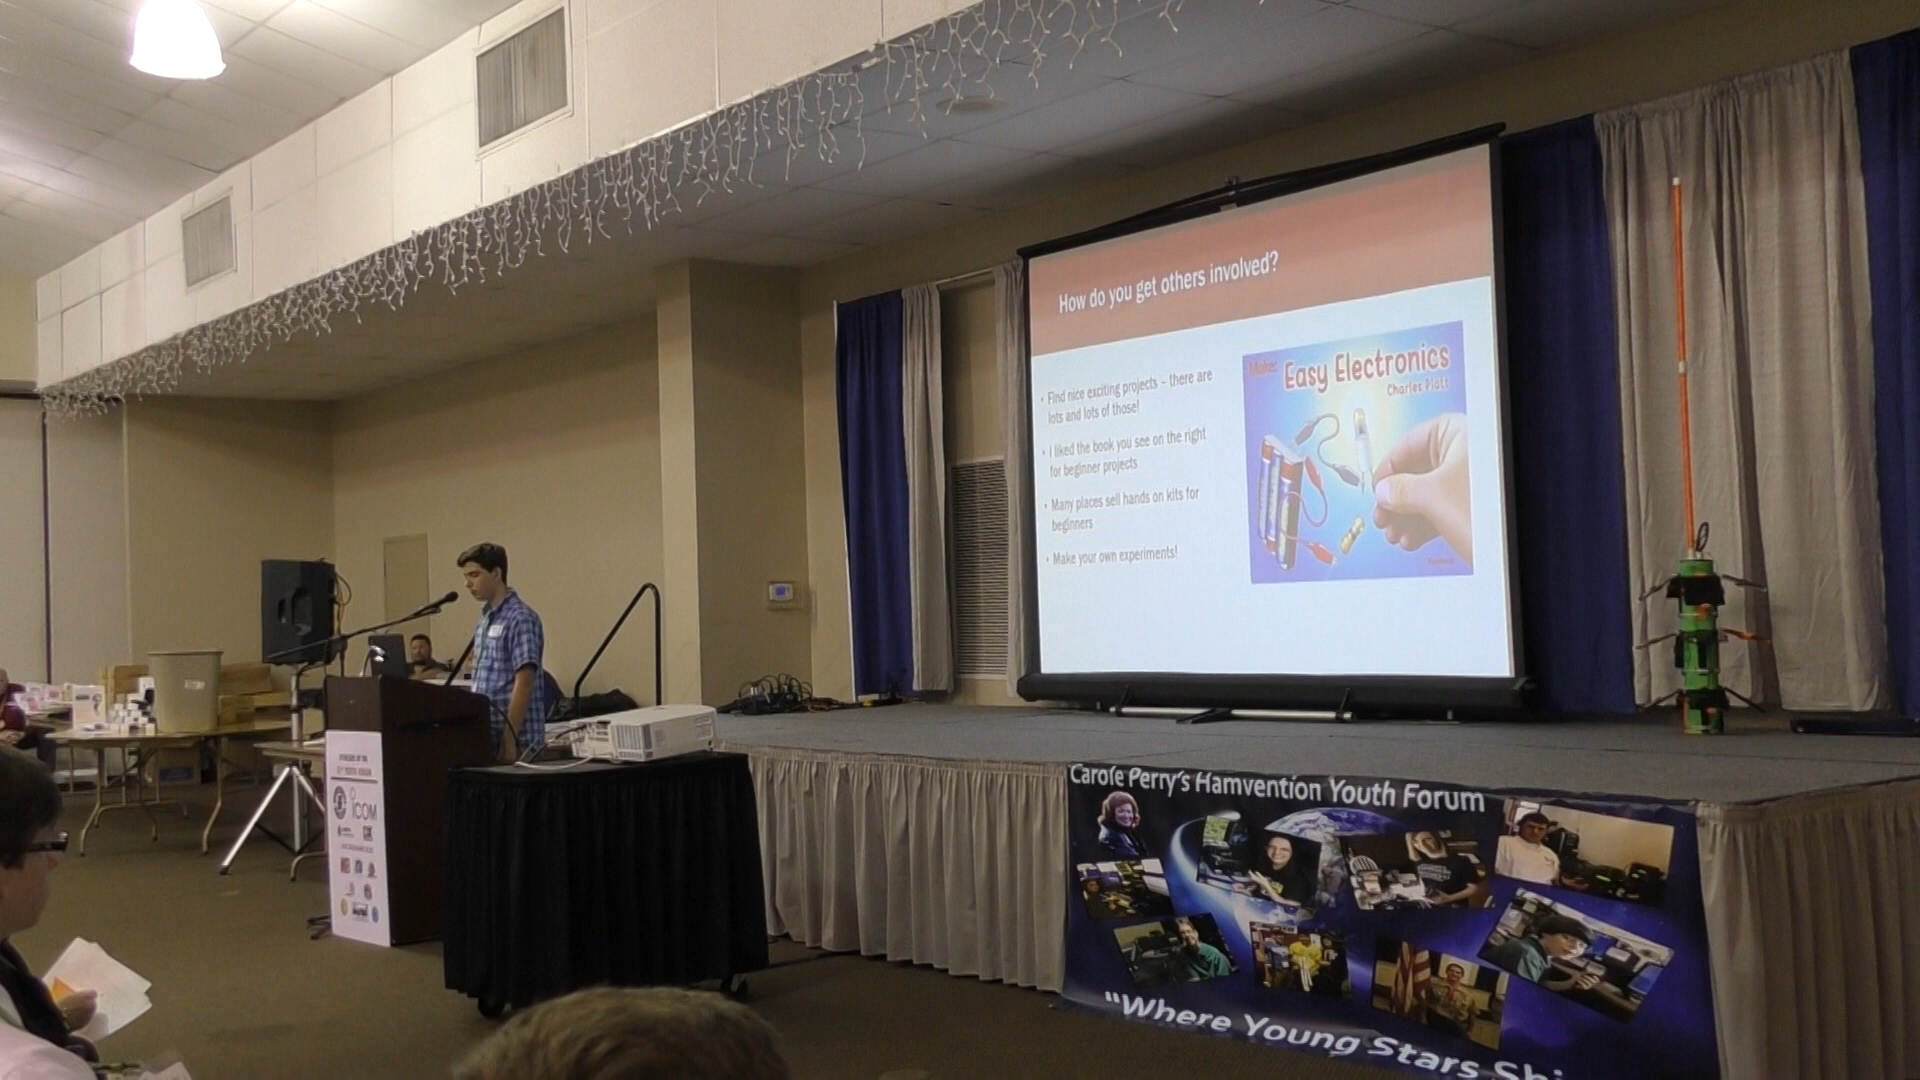 How do you get others involved?
• Find nice exciting projects – there are
lots and lots of those!
• I liked the book you see on the right
for beginner projects
• Many places sell hands on kits for
beginners
• Make your own experiments!
Make:
Easy Electronics
Charles Platt
ICOM
Carole Perry's Hamvention Youth Forum
"Where Young Stars Shi